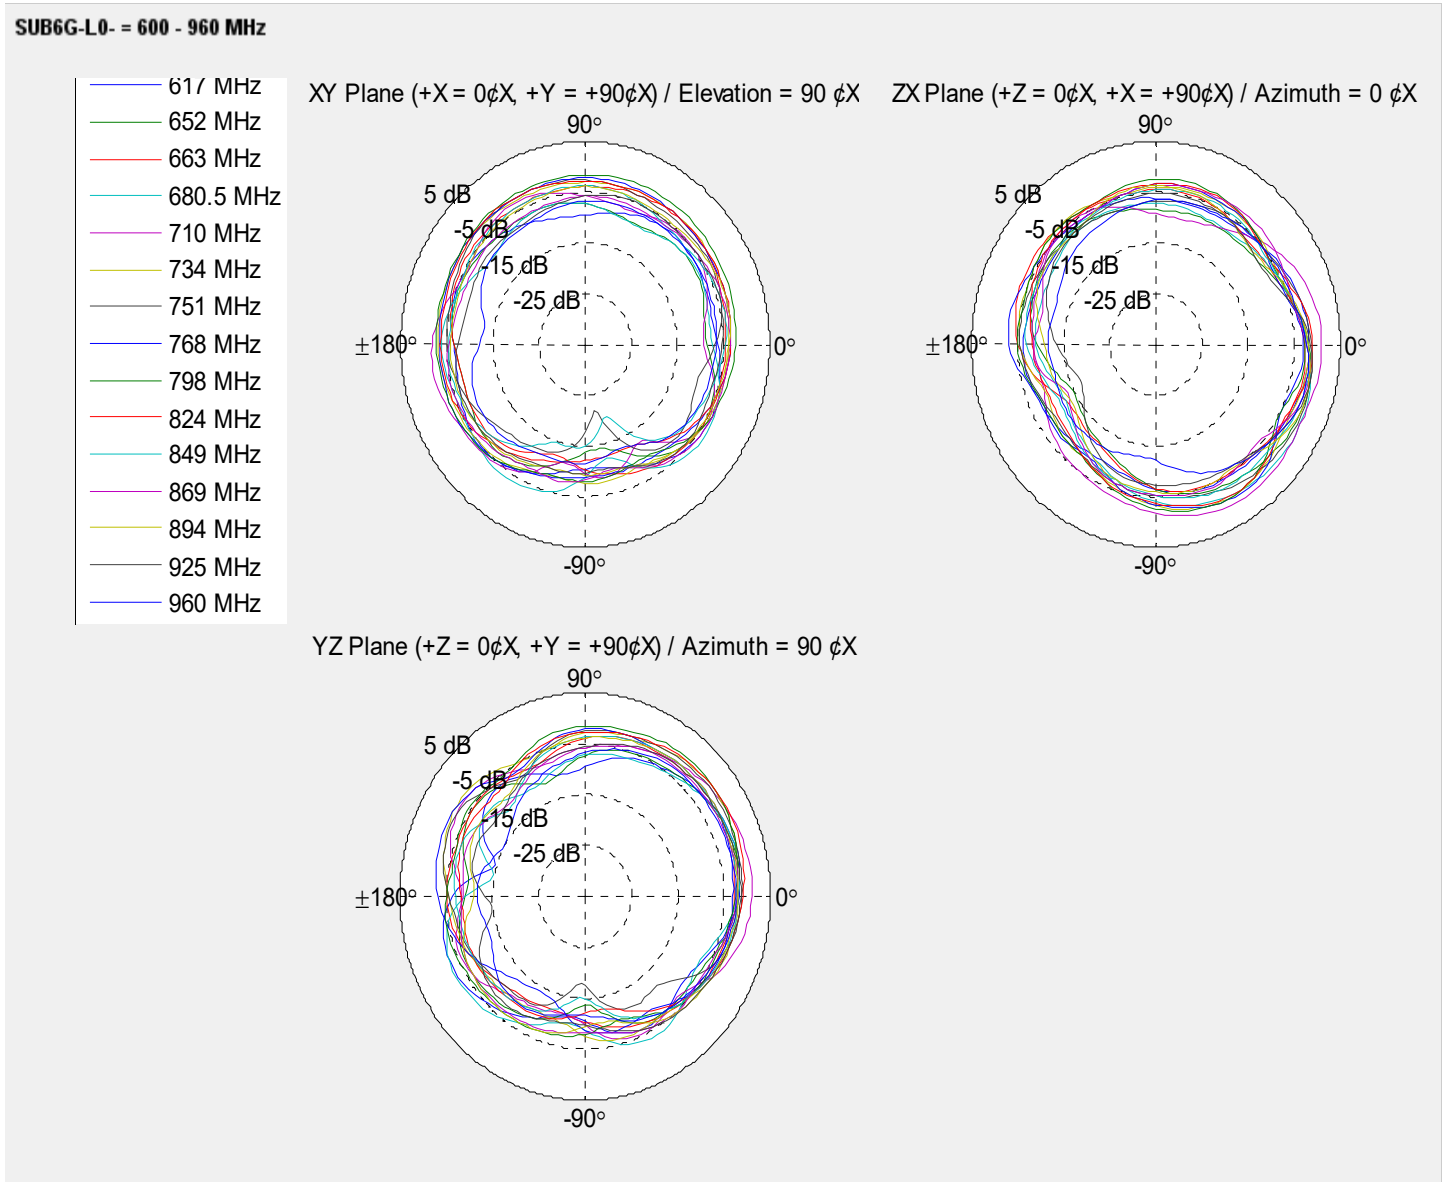 SUB6G-L0- = 600 - 960 MHz
617 MHz
652 MHz
663 MHz
680.5 MHz
710 MHz
734 MHz
751 MHz
768 MHz
798 MHz
824 MHz
849 MHz
869 MHz
894 MHz
925 MHz
960 MHz
XY Plane (+X = 0¢X, +Y = +90¢X) / Elevation = 90 ¢X
90°
5 dB
-5 dB
-15 dB
-25 dB
±180°
0°
-90°
ZX Plane (+Z = 0¢X, +X = +90¢X) / Azimuth = 0 ¢X
90°
5 dB
-5 dB
-15 dB
-25 dB
±180°
0°
-90°
YZ Plane (+Z = 0¢X, +Y = +90¢X) / Azimuth = 90 ¢X
90°
5 dB
-5 dB
-15 dB
-25 dB
±180°
0°
-90°